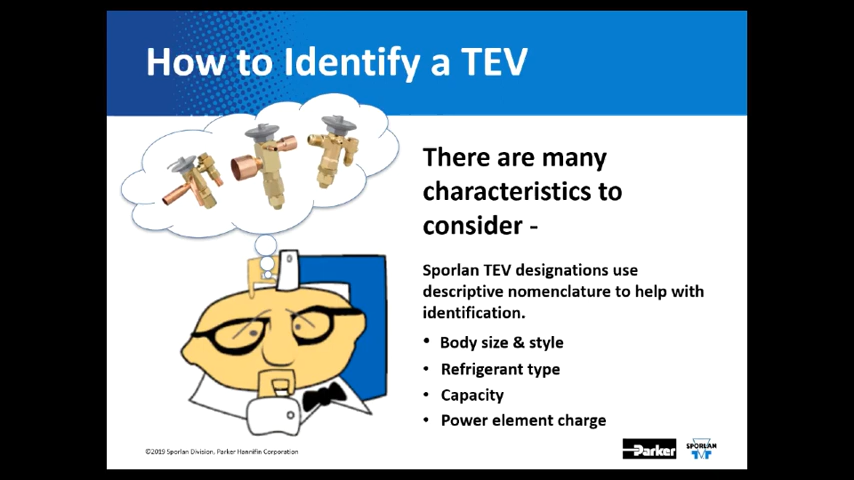 How to Identify a TEV
There are many
characteristics to
consider -
Sporlan TEV designations use
descriptive nomenclature to help with
identification.
• Body size & style
• Refrigerant type
• Capacity
• Power element charge
©2019 Sporlan Division, Parker Hannifin Corporation
Parker
SPORLAN